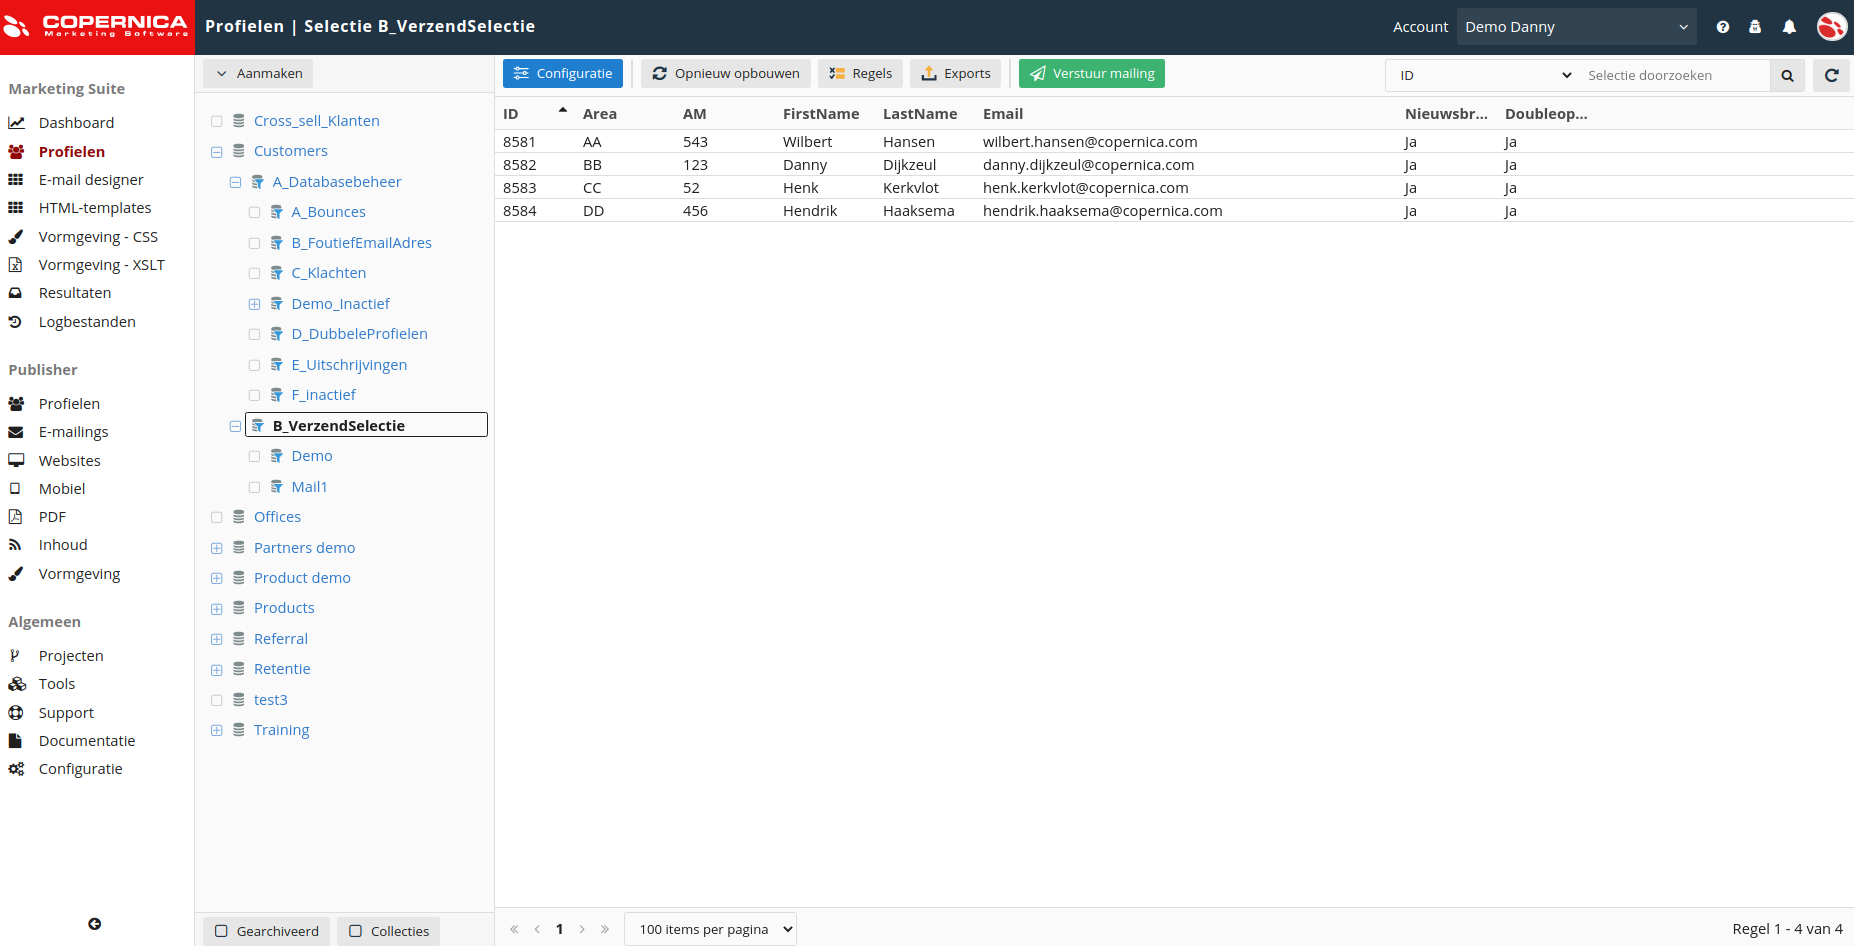 COPERNICA
Marketing Software
Profielen | Selectie B_VerzendSelectie
Account Demo Danny
Marketing Suite
Dashboard
Profielen
E-mail designer
HTML-templates
Vormgeving - CSS
Vormgeving - XSLT
Resultaten
Logbestanden
Publisher
Profielen
E-mailings
Websites
Mobiel
PDF
Inhoud
Vormgeving
Algemeen
Projecten
Tools
Support
Documentatie
Configuratie
Aanmaken
Cross_sell_Klanten
Customers
A_Databasebeheer
A_Bounces
B_FoutiefEmailAdres
C_Klachten
Demo_Inactief
D_DubbeleProfielen
E_Uitschrijvingen
F_inactief
B_VerzendSelectie
Demo
Mail1
Offices
Partners demo
Product demo
Products
Referral
Retentie
test3
Training
Gearchiveerd Collecties
Configuratie Opnieuw opbouwen Regels Exports Verstuur mailing ID Selectie doorzoeken
ID Area AM FirstName LastName Email Nieuwsbr... Doubleop...
8581 AA 543 Wilbert Hansen wilbert.hansen@copernica.com Ja Ja
8582 BB 123 Danny Dijkzeul danny.dijkzeul@copernica.com Ja Ja
8583 CC 52 Henk Kerkvlot henk.kerkvlot@copernica.com Ja Ja
8584 DD 456 Hendrik Haaksema hendrik.haaksema@copernica.com Ja Ja
« ‹ 1 › » 100 items per pagina Regel 1 - 4 van 4